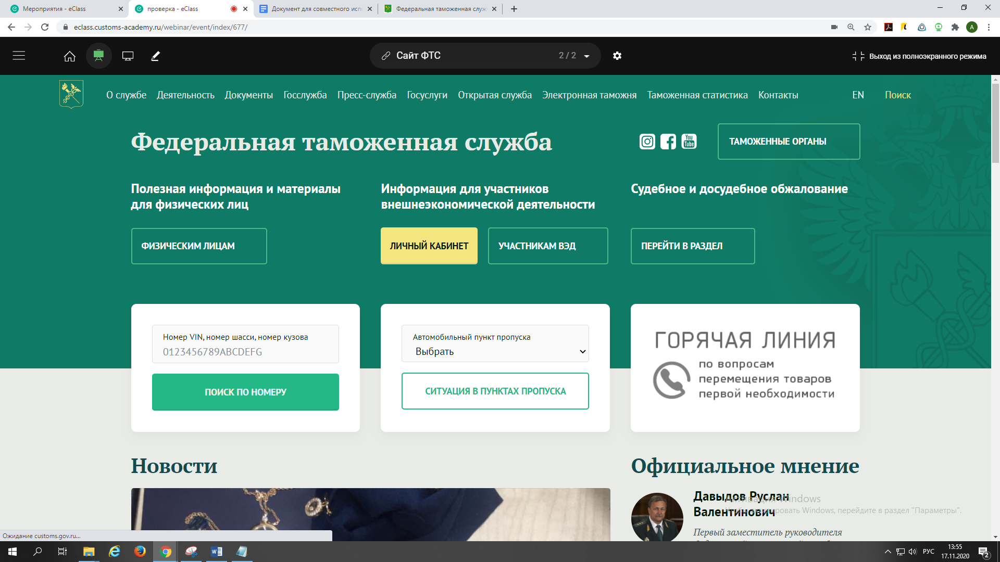 Мероприятия - eClass
проверка - eClass
Документ для совместного испо
Федеральная таможенная служ
eclass.customs-academy.ru/webinar/event/index/677/
A
Сайт ФТС
2 / 2
Выход из полноэкранного режима
О службе Деятельность Документы Госслужба Пресс-служба Госуслуги Открытая служба Электронная таможня Таможенная статистика Контакты EN Поиск
Федеральная таможенная служба
You
Tube
ТАМОЖЕННЫЕ ОРГАНЫ
Полезная информация и материалы
для физических лиц
ФИЗИЧЕСКИМ ЛИЦАМ
Информация для участников
внешнеэкономической деятельности
ЛИЧНЫЙ КАБИНЕТ
УЧАСТНИКАМ ВЭД
Судебное и досудебное обжалование
ПЕРЕЙТИ В РАЗДЕЛ
Номер VIN, номер шасси, номер кузова
0123456789ABCDEFG
ПОИСК ПО НОМЕРУ
Автомобильный пункт пропуска
Выбрать
СИТУАЦИЯ В ПУНКТАХ ПРОПУСКА
ГОРЯЧАЯ ЛИНИЯ
по вопросам
перемещения товаров
первой необходимости
Новости
Официальное мнение
Давыдов Руслан
Валентинович
Первый заместитель руководителя
Активация Windows
Чтобы активировать Windows, перейдите в раздел "Параметры".
Ожидание customs.gov.ru...
РУС
13:55
17.11.2020
2